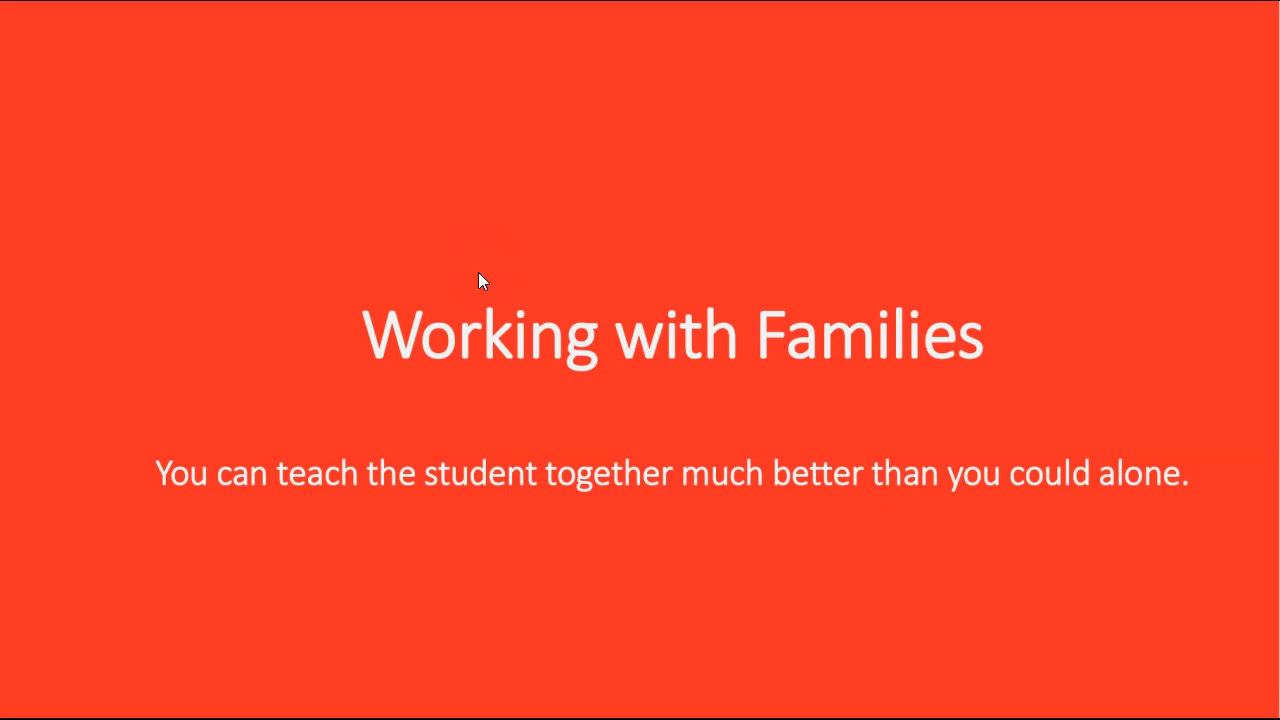 Working with Families
You can teach the student together much better than you could alone.